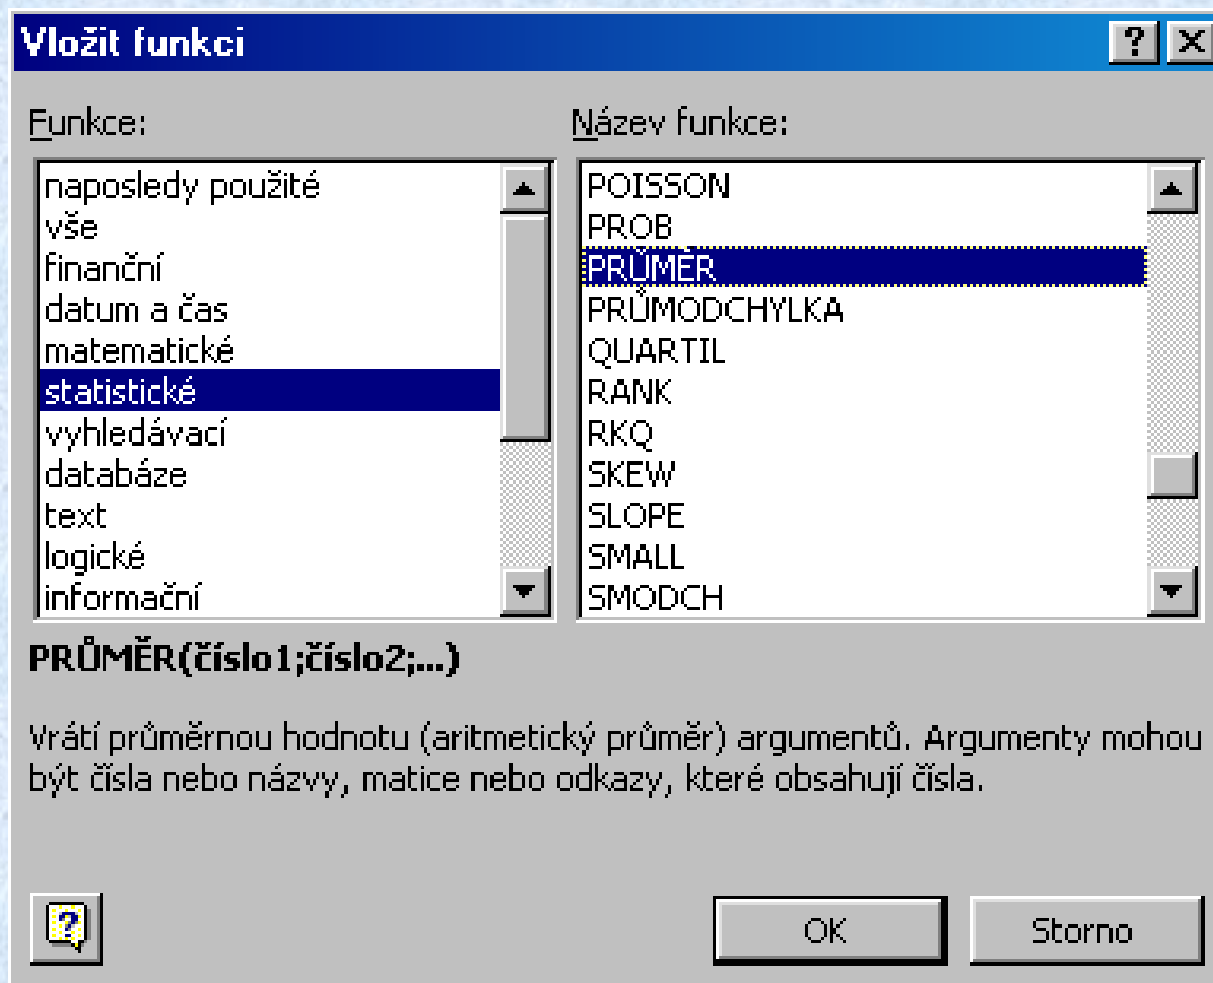 Vložit funkci
Funkce:
naposledy použité
vše
finanční
datum a čas
matematické
statistické
vyhledávací
databáze
text
logické
informační
Název funkce:
POISSON
PROB
PRŮMĚR
PRŮMODCHYLKA
QUARTIL
RANK
RKQ
SKEW
SLOPE
SMALL
SMODCH
PRŮMĚR(číslo1;číslo2;...)
Vrátí průměrnou hodnotu (aritmetický průměr) argumentů. Argumenty mohou
být čísla nebo názvy, matice nebo odkazy, které obsahují čísla.
OK
Storno